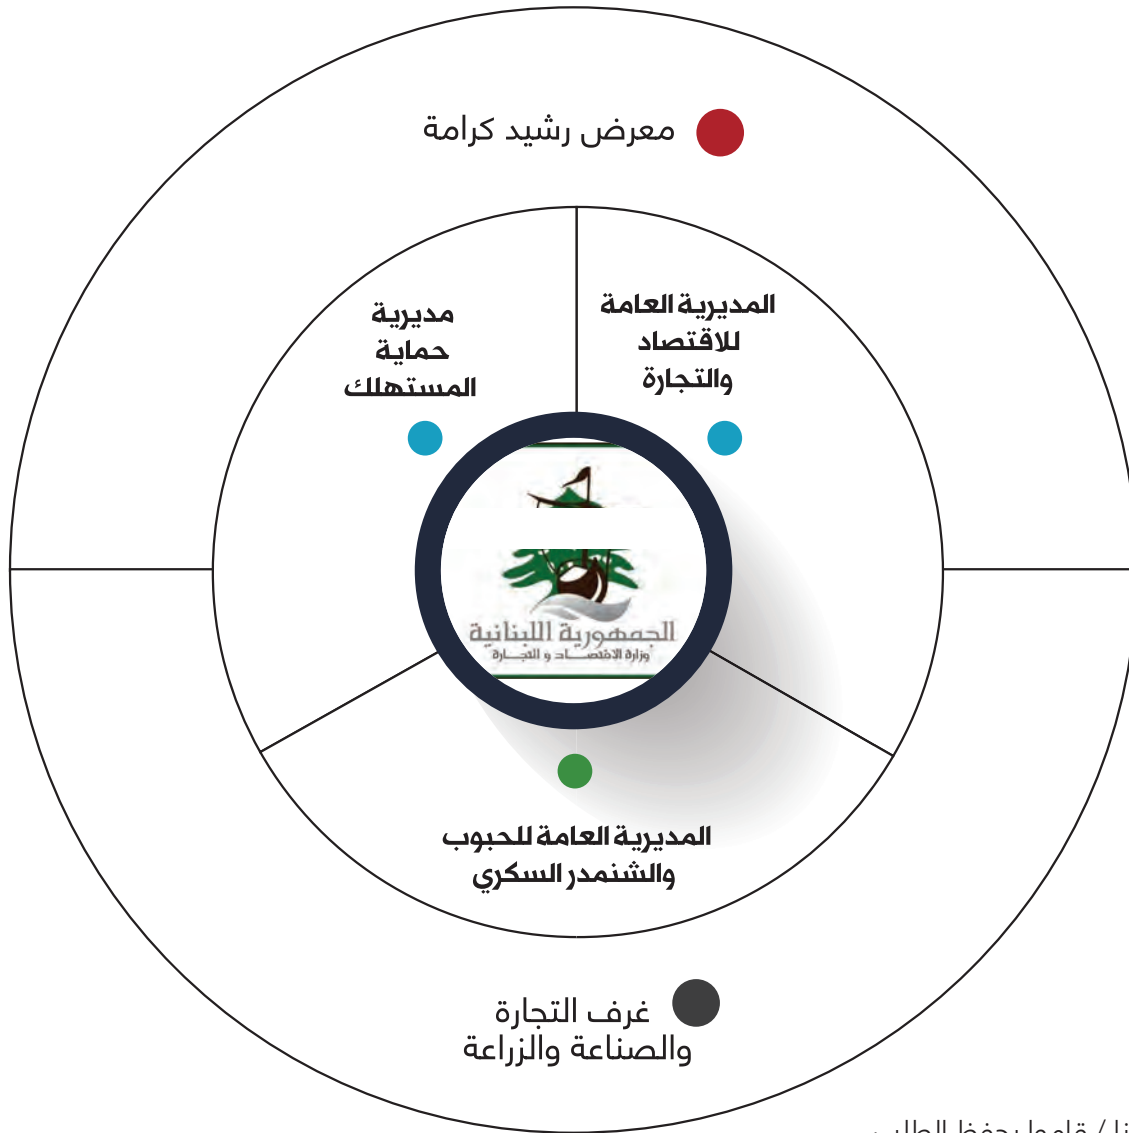 معرض رشيد كرامة
المديرية العامة
للاقتصاد
والتجارة
مديرية
حماية
المستهلك
الجمهورية اللبنانية
وزارة الاقتصاد و التجارة
المديرية العامة للحبوب
والشنمدر السكري
غرف التجارة
والصناعة والزراعة